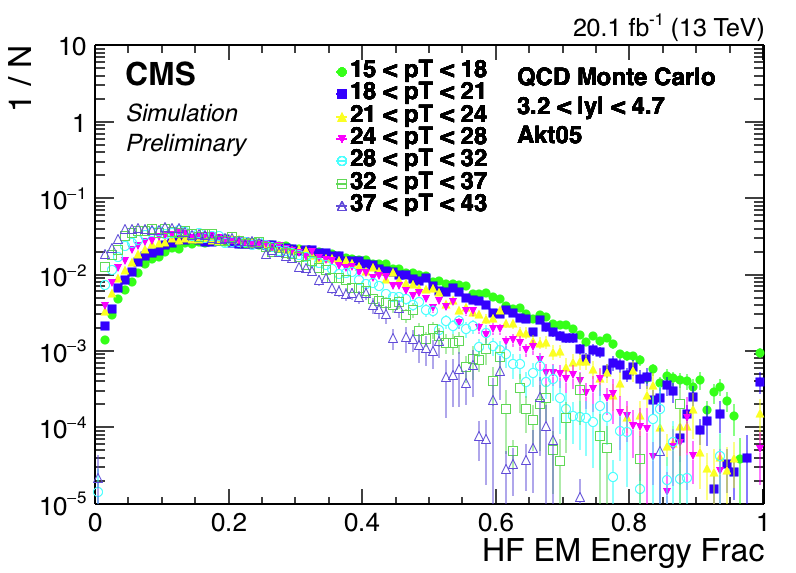 20.1 fb⁻¹ (13 TeV)
1 / N
CMS
Simulation
Preliminary
15 < pT < 18
18 < pT < 21
21 < pT < 24
24 < pT < 28
28 < pT < 32
32 < pT < 37
37 < pT < 43
QCD Monte Carlo
3.2 < |y| < 4.7
Akt05
10
1
10⁻¹
10⁻²
10⁻³
10⁻⁴
10⁻⁵
0 0.2 0.4 0.6 0.8 1
HF EM Energy Frac